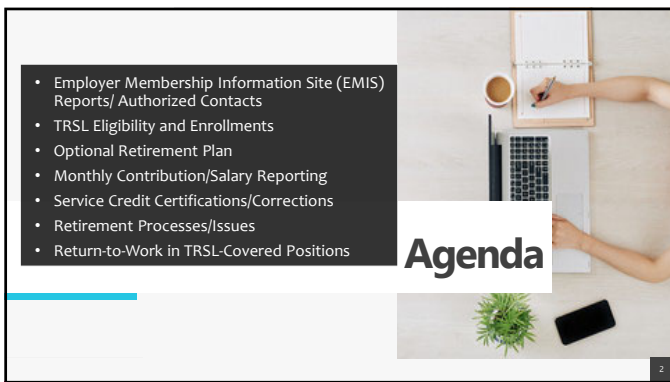 • Employer Membership Information Site (EMIS)
Reports/ Authorized Contacts
• TRSL Eligibility and Enrollments
• Optional Retirement Plan
• Monthly Contribution/Salary Reporting
• Service Credit Certifications/Corrections
• Retirement Processes/Issues
• Return-to-Work in TRSL-Covered Positions
Agenda
2